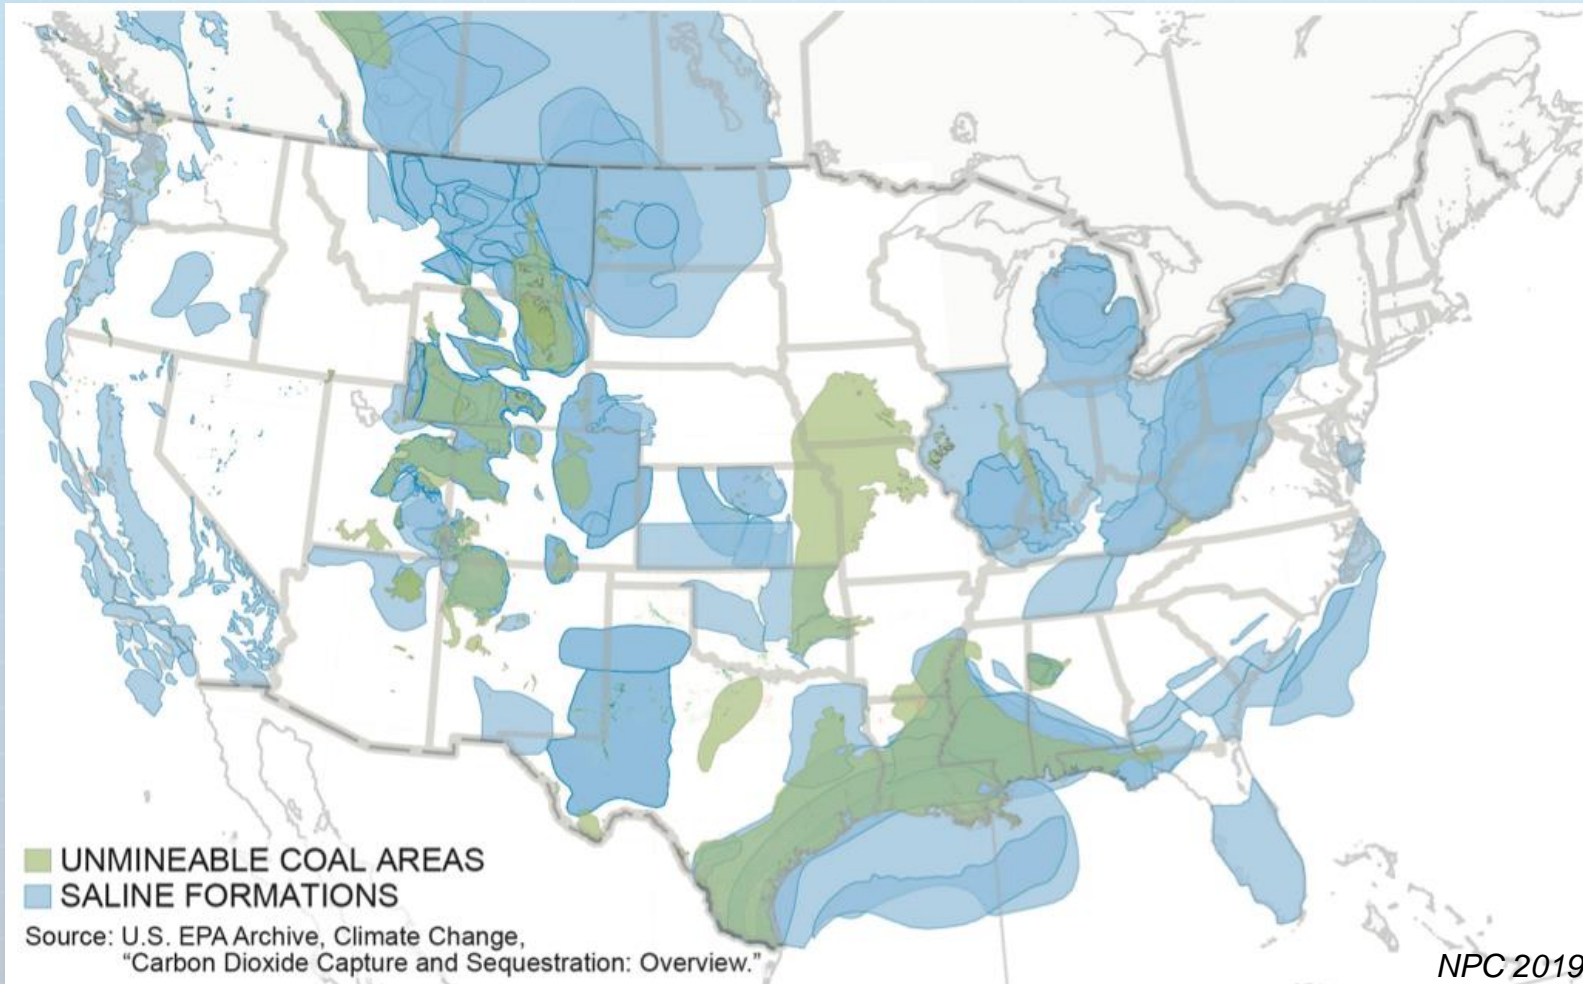 UNMINEABLE COAL AREAS
SALINE FORMATIONS
Source: U.S. EPA Archive, Climate Change,
“Carbon Dioxide Capture and Sequestration: Overview.”
NPC 2019